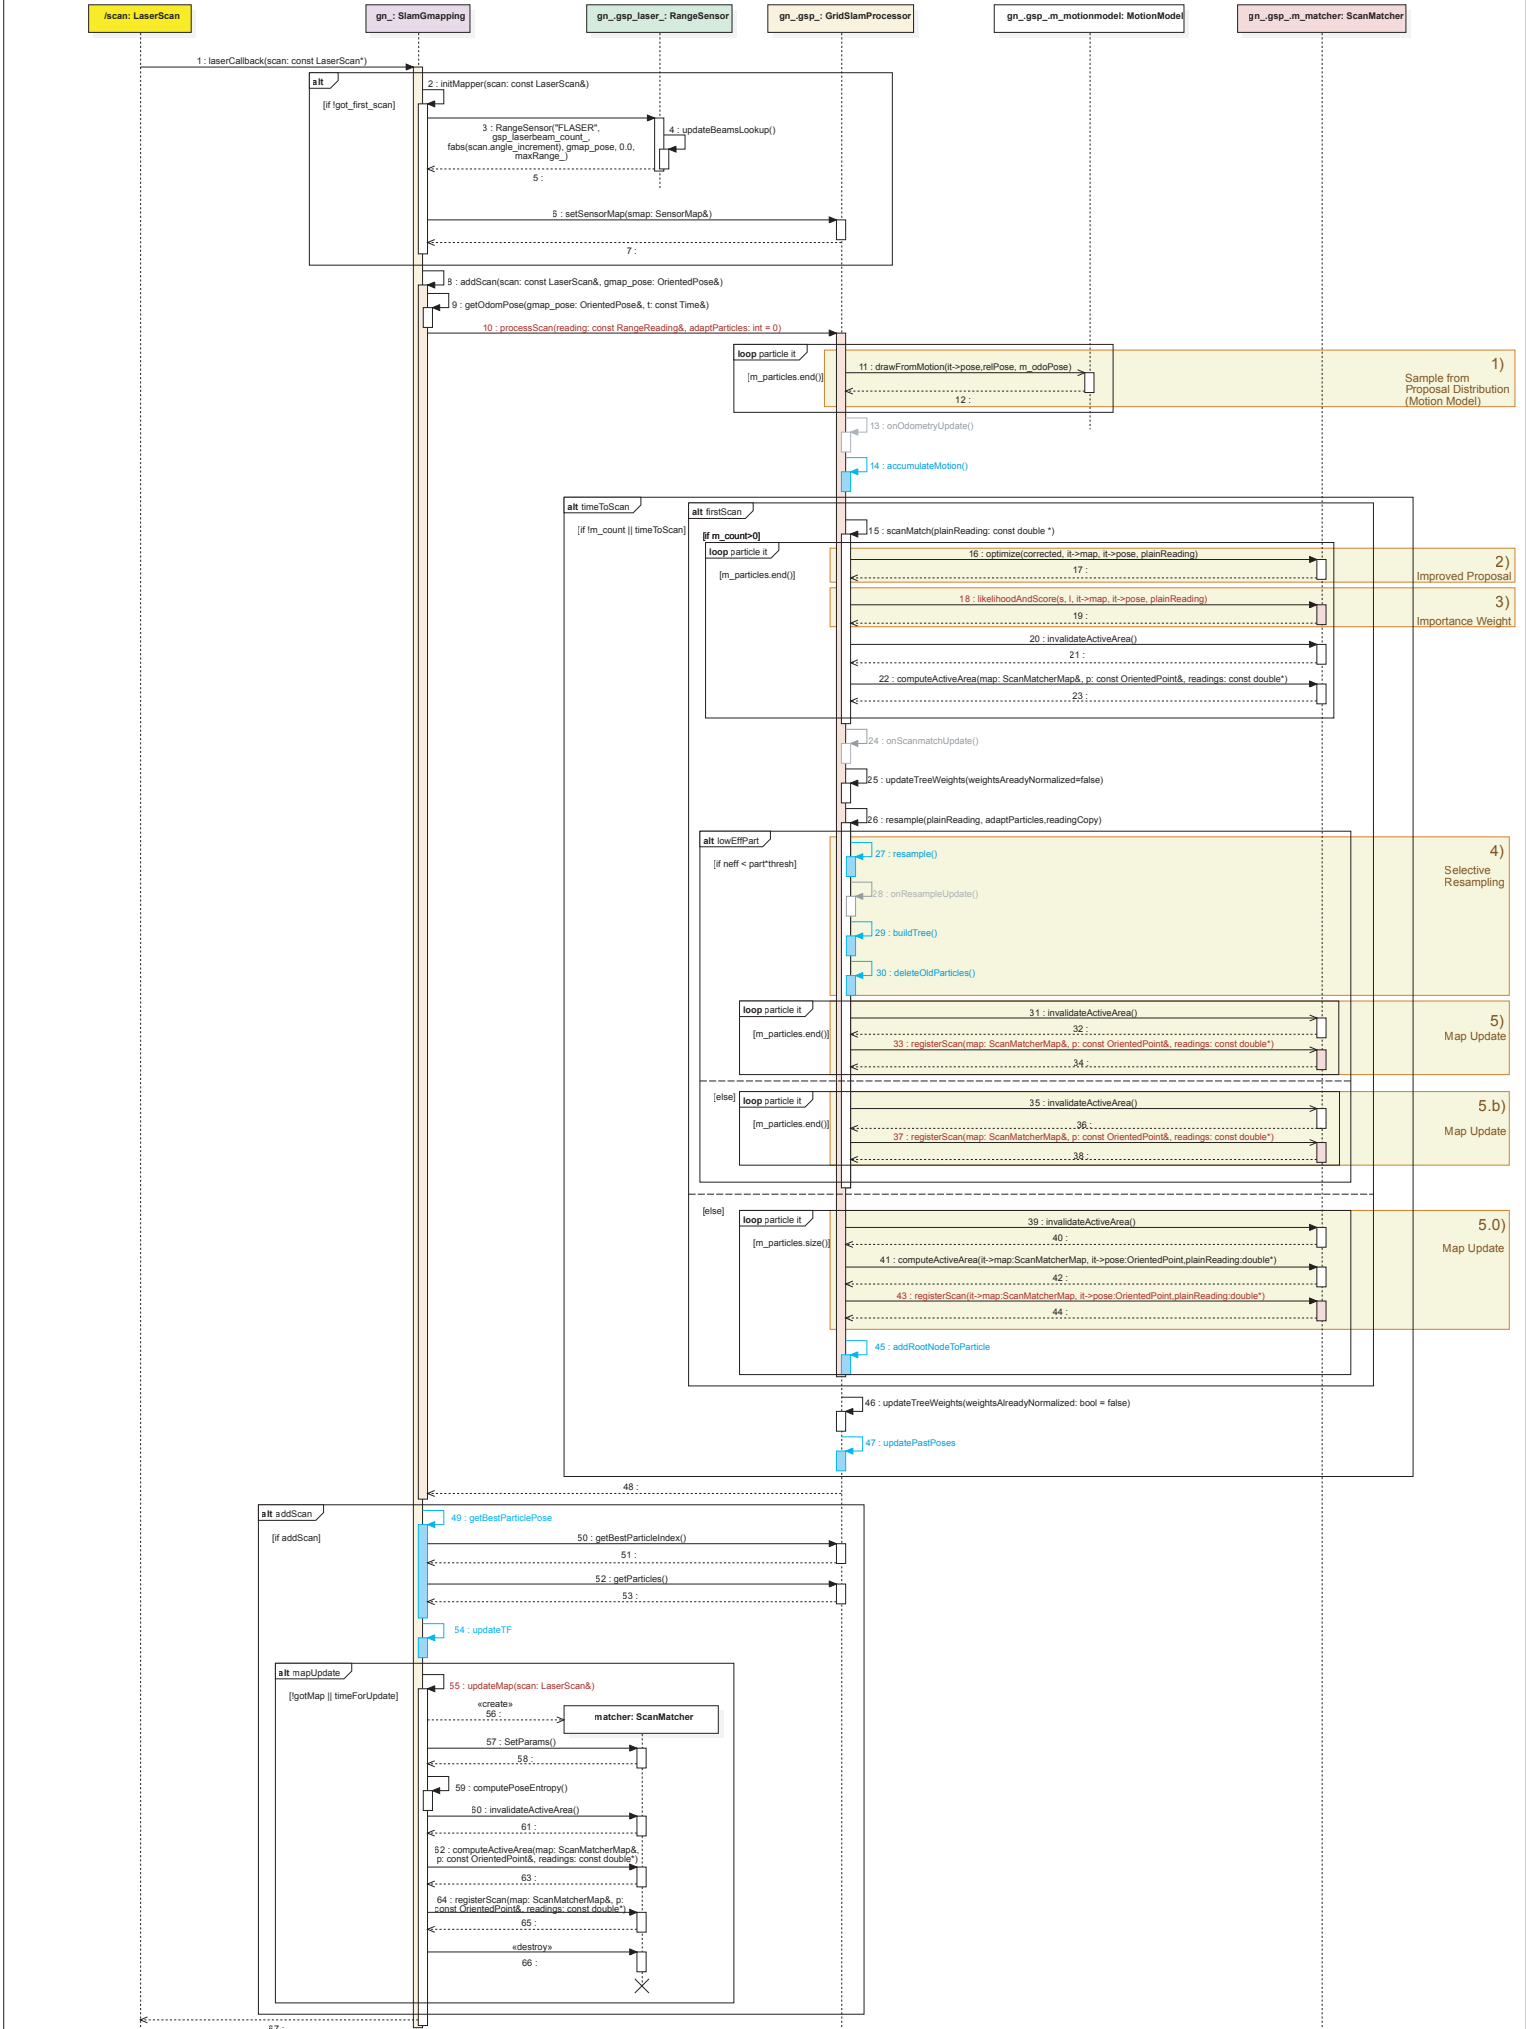 /scan: LaserScan
gn_: SlamGmapping
gn_.gsp_laser_: RangeSensor
gn_.gsp_: GridSlamProcessor
gn_.gsp_.m_motionmodel: MotionModel
gn_.gsp_.m_matcher: ScanMatcher
1 : laserCallback(scan: const LaserScan*)
alt
2 : initMapper(scan: const LaserScan&)
[if !got_first_scan]
3 : RangeSensor("FLASER",
gsp_laserbeam_count_,
fabs(scan.angle_increment), gmap_pose, 0.0,
maxRange_)
4 : updateBeamsLookup()
5 :
6 : setSensorMap(smap: SensorMap&)
7 :
8 : addScan(scan: const LaserScan&, gmap_pose: OrientedPose&)
9 : getOdomPose(gmap_pose: OrientedPose&, t: const Time&)
10 : processScan(reading: const RangeReading&, adaptParticles: int = 0)
loop particle it
[m_particles.end()]
11 : drawFromMotion(it->pose,relPose, m_odoPose)
12 :
1)
Sample from
Proposal Distribution
(Motion Model)
13 : onOdometryUpdate()
14 : accumulateMotion()
alt timeToScan
[if !m_count || timeToScan]
alt firstScan
[if m_count>0]
15 : scanMatch(plainReading: const double *)
loop particle it
[m_particles.end()]
16 : optimize(corrected, it->map, it->pose, plainReading)
17 :
2)
Improved Proposal
18 : likelihoodAndScore(s, l, it->map, it->pose, plainReading)
19 :
3)
Importance Weight
20 : invalidateActiveArea()
21 :
22 : computeActiveArea(map: ScanMatcherMap&, p: const OrientedPoint&, readings: const double*)
23 :
24 : onScanmatchUpdate()
25 : updateTreeWeights(weightsAreadyNormalized=false)
26 : resample(plainReading, adaptParticles,readingCopy)
alt lowEffPart
[if neff < part*thresh]
27 : resample()
28 : onResampleUpdate()
29 : buildTree()
30 : deleteOldParticles()
4)
Selective
Resampling
loop particle it
[m_particles.end()]
31 : invalidateActiveArea()
32 :
33 : registerScan(map: ScanMatcherMap&, p: const OrientedPoint&, readings: const double*)
34 :
5)
Map Update
[else]
loop particle it
[m_particles.end()]
35 : invalidateActiveArea()
36 :
37 : registerScan(map: ScanMatcherMap&, p: const OrientedPoint&, readings: const double*)
38 :
5.b)
Map Update
[else]
loop particle it
[m_particles.size()]
39 : invalidateActiveArea()
40 :
41 : computeActiveArea(it->map:ScanMatcherMap, it->pose:OrientedPoint,plainReading:double*)
42 :
43 : registerScan(it->map:ScanMatcherMap, it->pose:OrientedPoint,plainReading:double*)
44 :
5.0)
Map Update
45 : addRootNodeToParticle
46 : updateTreeWeights(weightsAlreadyNormalized: bool = false)
47 : updatePastPoses
48 :
alt addScan
[if addScan]
49 : getBestParticlePose
50 : getBestParticleIndex()
51 :
52 : getParticles()
53 :
54 : updateTF
alt mapUpdate
[!gotMap || timeForUpdate]
55 : updateMap(scan: LaserScan&)
«create»
56 :
matcher: ScanMatcher
57 : SetParams()
58 :
59 : computePoseEntropy()
60 : invalidateActiveArea()
61 :
62 : computeActiveArea(map: ScanMatcherMap&,
p: const OrientedPoint&, readings: const double*)
63 :
64 : registerScan(map: ScanMatcherMap&, p:
const OrientedPoint&, readings: const double*)
65 :
«destroy»
66 :
67 :